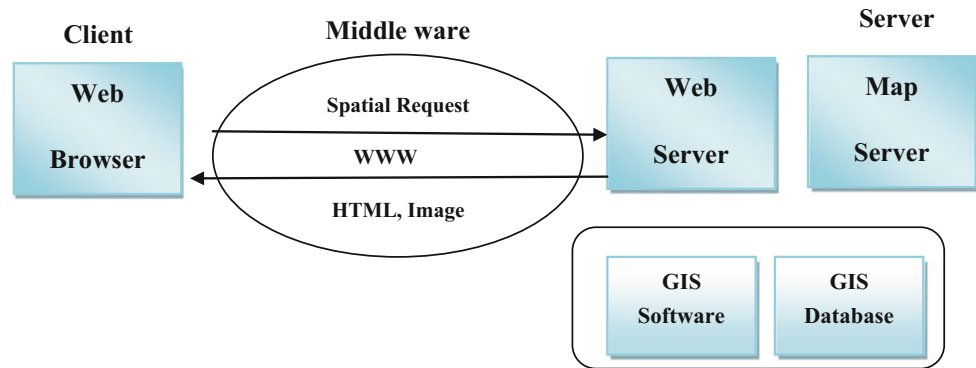 Client
Middle ware
Server
Web
Browser
Spatial Request
WWW
HTML, Image
Web
Server
Map
Server
GIS
Software
GIS
Database